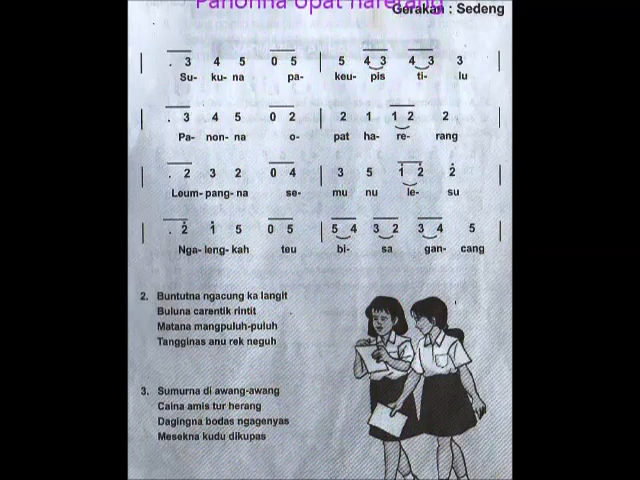 Panonna opat harerang
Gerakan : Sedeng
| . 3 4 5 0 5 | 5 4 3 4 3 3 |
Su- ku- na pa- keu- pis ti- lu
| . 3 4 5 0 2 | 2 1 1 2 2 |
Pa- non- na o- pat ha- re- rang
| . 2 3 2 0 4 | 3 5 1 2 2 |
Leum- pang- na se- mu nu le- su
| . 2 1 5 0 5 | 5 4 3 2 3 4 5 |
Nga- leng- kah teu bi- sa gan- cang
2. Buntutna ngacung ka langit
Buluna carentik rintit
Matana mangpuluh-puluh
Tangginas anu rek neguh
3. Sumurna di awang-awang
Caina amis tur herang
Dagingna bodas ngagenyas
Mesekna kudu dikupas